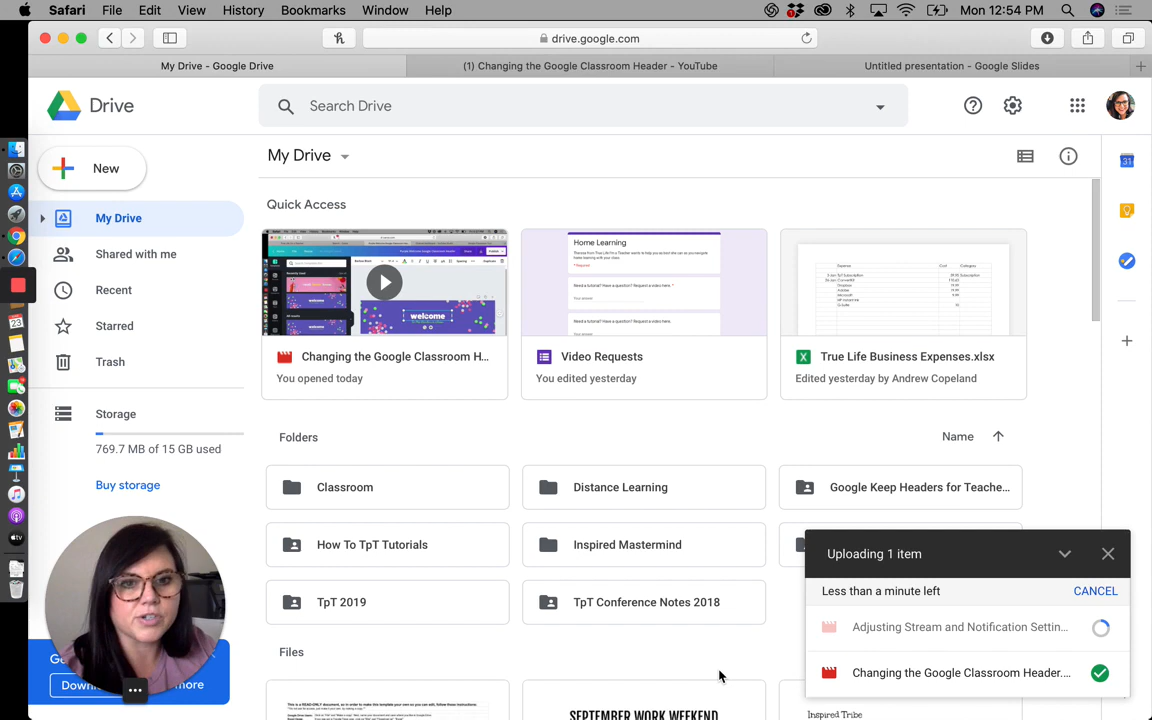 Safari File Edit View History Bookmarks Window Help Mon 12:54 PM
drive.google.com
My Drive - Google Drive (1) Changing the Google Classroom Header - YouTube Untitled presentation - Google Slides
Drive
Search Drive
New
My Drive
My Drive
Shared with me
Recent
Starred
Trash
Storage
769.7 MB of 15 GB used
Buy storage
Quick Access
welcome
Changing the Google Classroom H...
You opened today
Home Learning
Video Requests
You edited yesterday
True Life Business Expenses.xlsx
Edited yesterday by Andrew Copeland
Folders Name
Classroom
Distance Learning
Google Keep Headers for Teache...
How To TpT Tutorials
Inspired Mastermind
TpT 2019
TpT Conference Notes 2018
Files
SEPTEMBER WORK WEEKEND
Inspired Tribe
Uploading 1 item
Less than a minute left CANCEL
Adjusting Stream and Notification Settin...
Changing the Google Classroom Header....
31
23